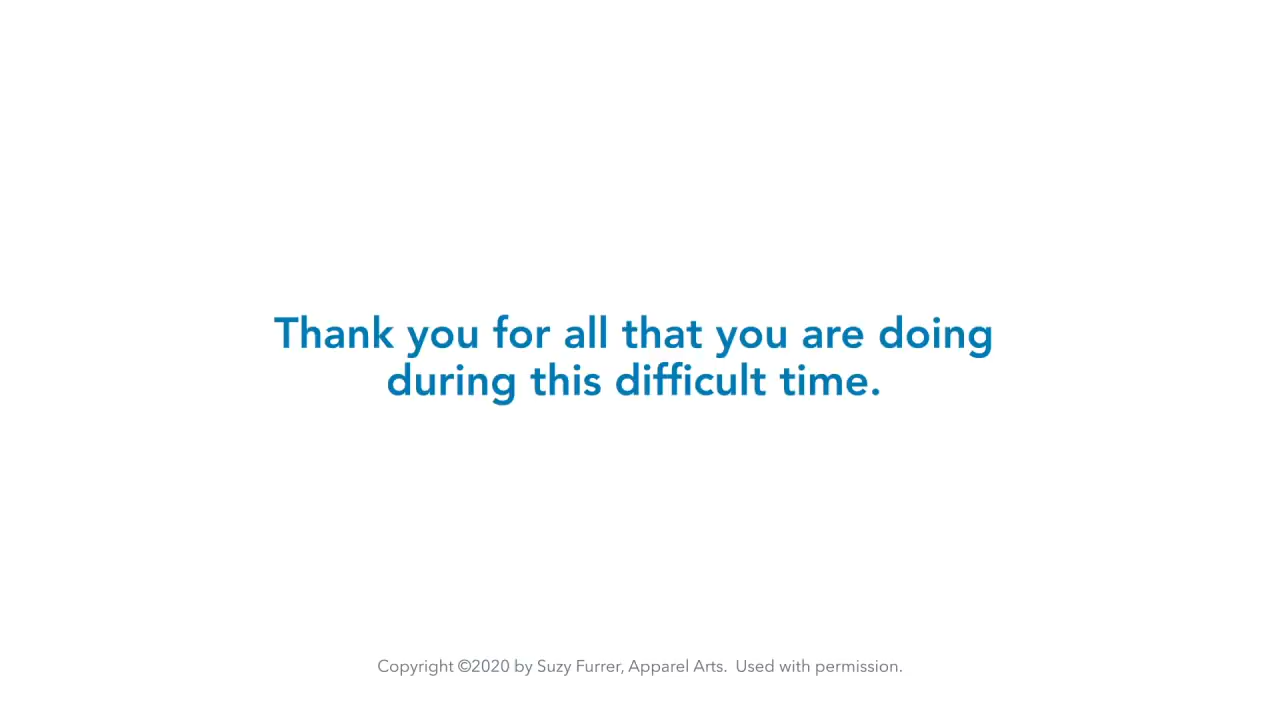 Thank you for all that you are doing
during this difficult time.
Copyright ©2020 by Suzy Furrer, Apparel Arts.  Used with permission.